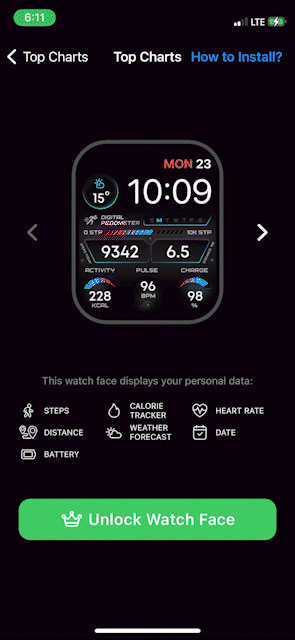 6:11
LTE
Top Charts
Top Charts
How to Install?
MON 23
15°
10:09
DIGITAL
PEDOMETER
S M T W T F S
0 STP
10K STP
9342
6.5
ACTIVITY
PULSE
CHARGE
228
KCAL
96
BPM
98
%
This watch face displays your personal data:
STEPS
CALORIE
TRACKER
HEART RATE
DISTANCE
WEATHER
FORECAST
DATE
BATTERY
Unlock Watch Face